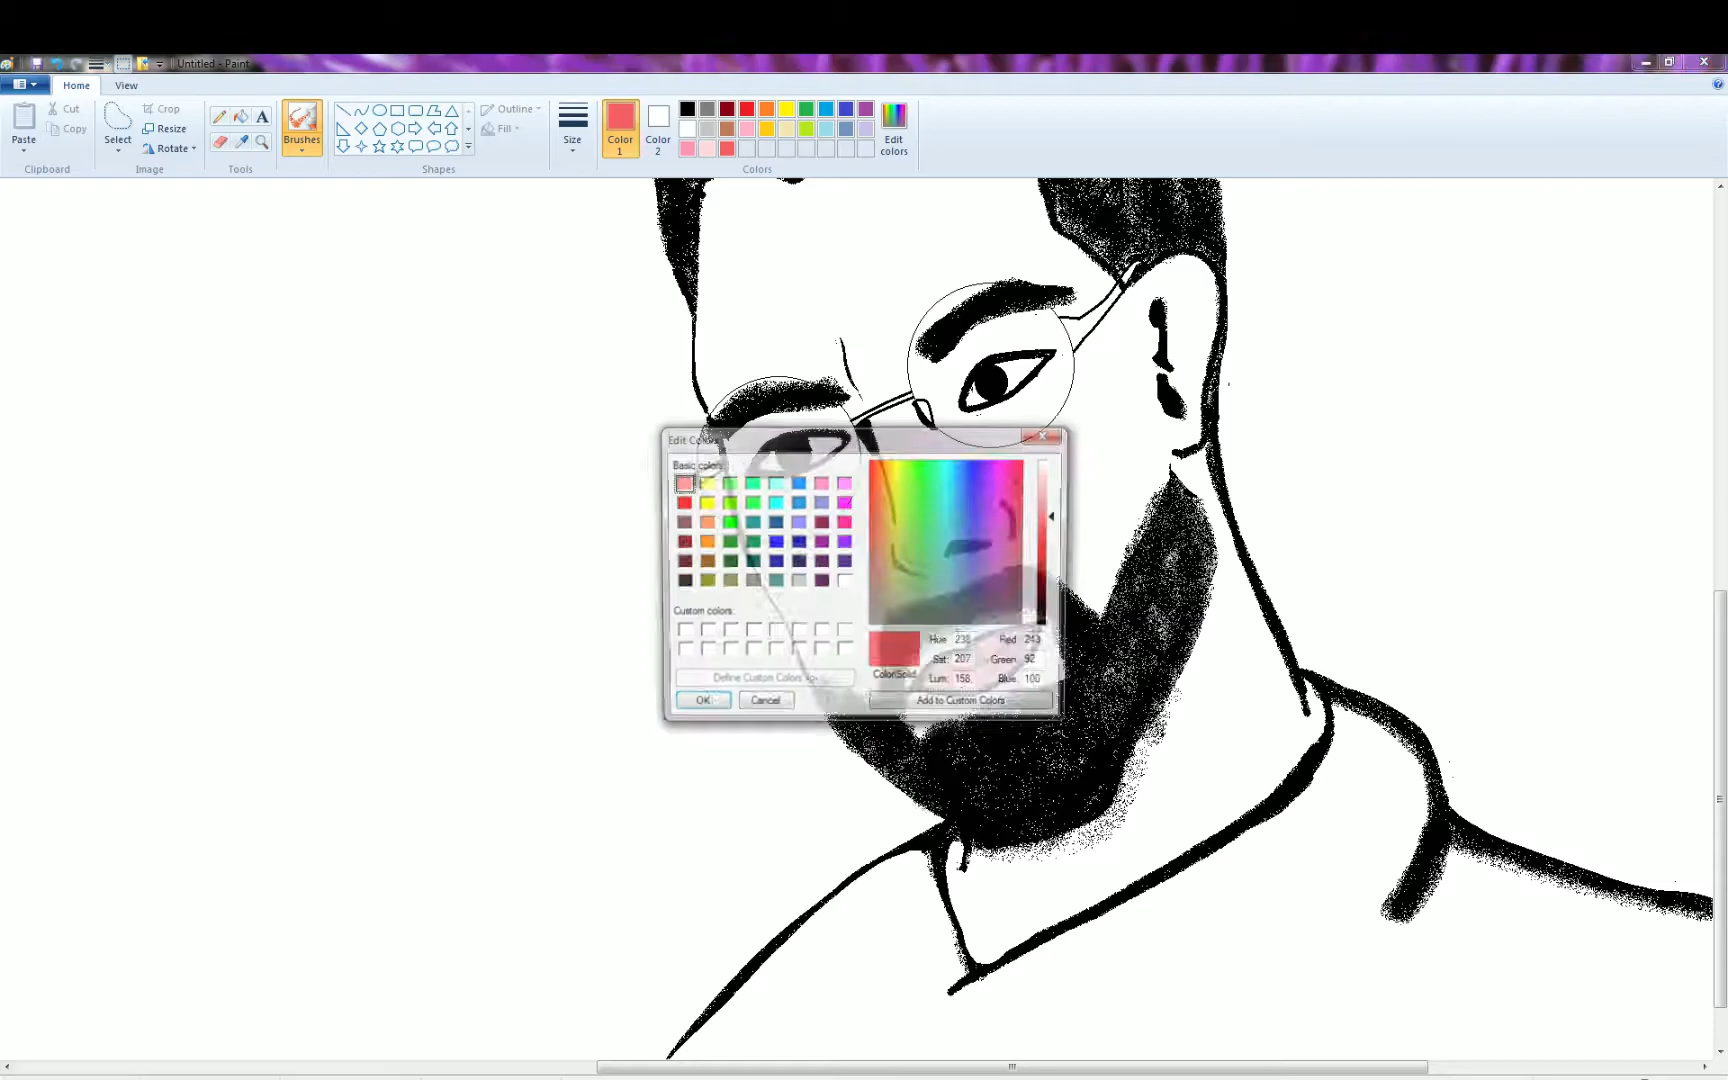 Untitled - Paint
Home View
Paste Cut Copy
Select Crop Resize Rotate
A
Brushes
Outline Fill
Size
Color 1 Color 2
Edit colors
Clipboard Image Tools Shapes Colors
Edit Colors
Basic colors:
Custom colors:
Hue: 238 Red: 243
Sat: 207 Green: 92
Lum: 158 Blue: 100
Color|Solid
Define Custom Colors >>
OK Cancel Add to Custom Colors